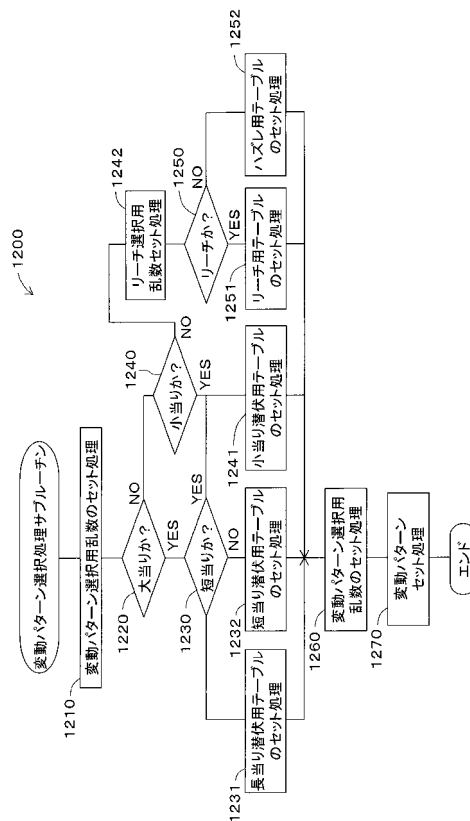 1200
変動パターン選択処理サブルーチン
1210
変動パターン選択用乱数のセット処理
1220
大当りか?
NO
YES
1240
小当りか?
NO
YES
1242
リーチ選択用
乱数セット処理
1230
短当りか?
NO
1250
リーチか?
NO
YES
1231
長当り潜伏用テーブル
のセット処理
1232
短当り潜伏用テーブル
のセット処理
1241
小当り潜伏用テーブル
のセット処理
1251
リーチ用テーブル
のセット処理
1252
ハズレ用テーブル
のセット処理
1260
変動パターン選択用
乱数のセット処理
1270
変動パターン
セット処理
エンド